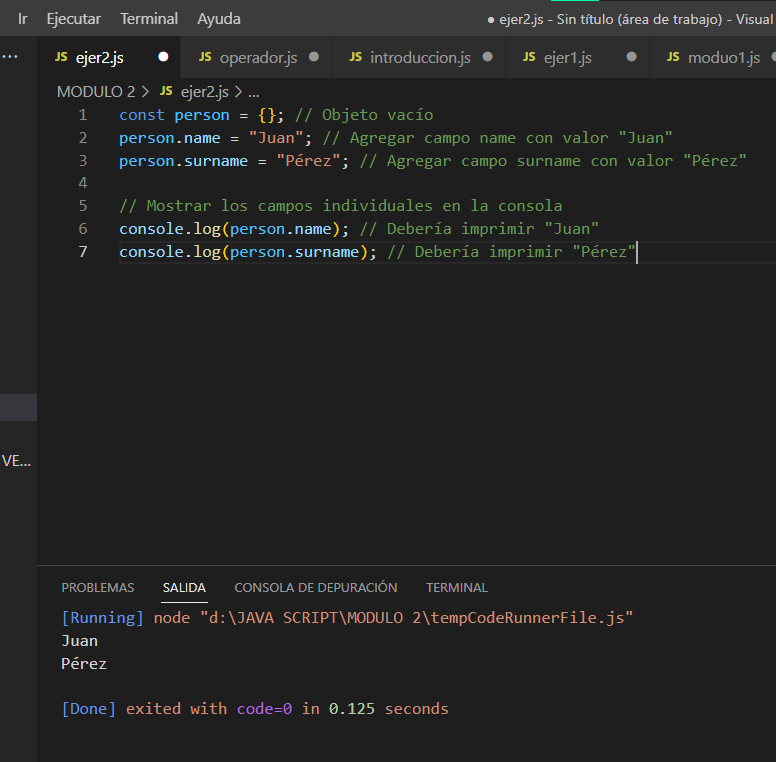 Ir Ejecutar Terminal Ayuda ● ejer2.js - Sin título (área de trabajo) - Visual
... JS ejer2.js ● JS operador.js ● JS introduccion.js ● JS ejer1.js ● JS moduo1.js
MODULO 2 > JS ejer2.js > ...
1 const person = {}; // Objeto vacío
2 person.name = "Juan"; // Agregar campo name con valor "Juan"
3 person.surname = "Pérez"; // Agregar campo surname con valor "Pérez"
4
5 // Mostrar los campos individuales en la consola
6 console.log(person.name); // Debería imprimir "Juan"
7 console.log(person.surname); // Debería imprimir "Pérez"
VE...
PROBLEMAS SALIDA CONSOLA DE DEPURACIÓN TERMINAL
[Running] node "d:\JAVA SCRIPT\MODULO 2\tempCodeRunnerFile.js"
Juan
Pérez
[Done] exited with code=0 in 0.125 seconds